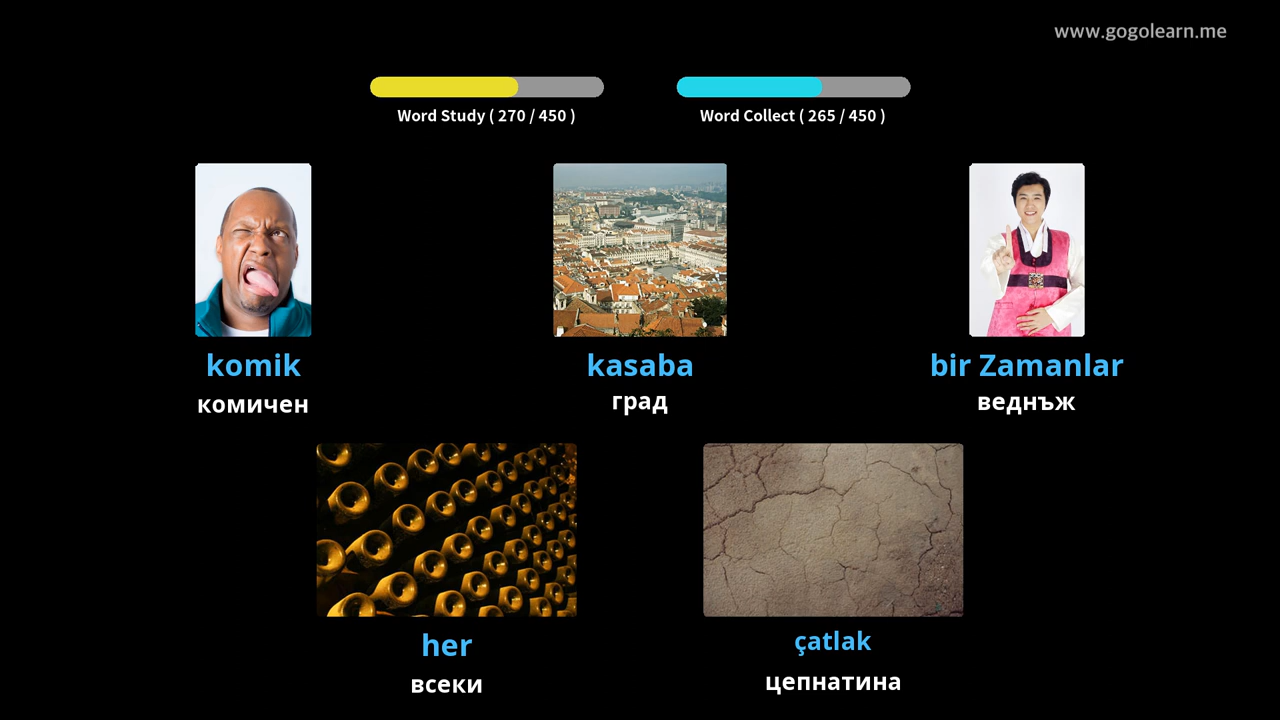 www.gogolearn.me
Word Study ( 270 / 450 )
Word Collect ( 265 / 450 )
komik
kasaba
bir Zamanlar
комичен
град
веднъж
her
çatlak
всеки
цепнатина